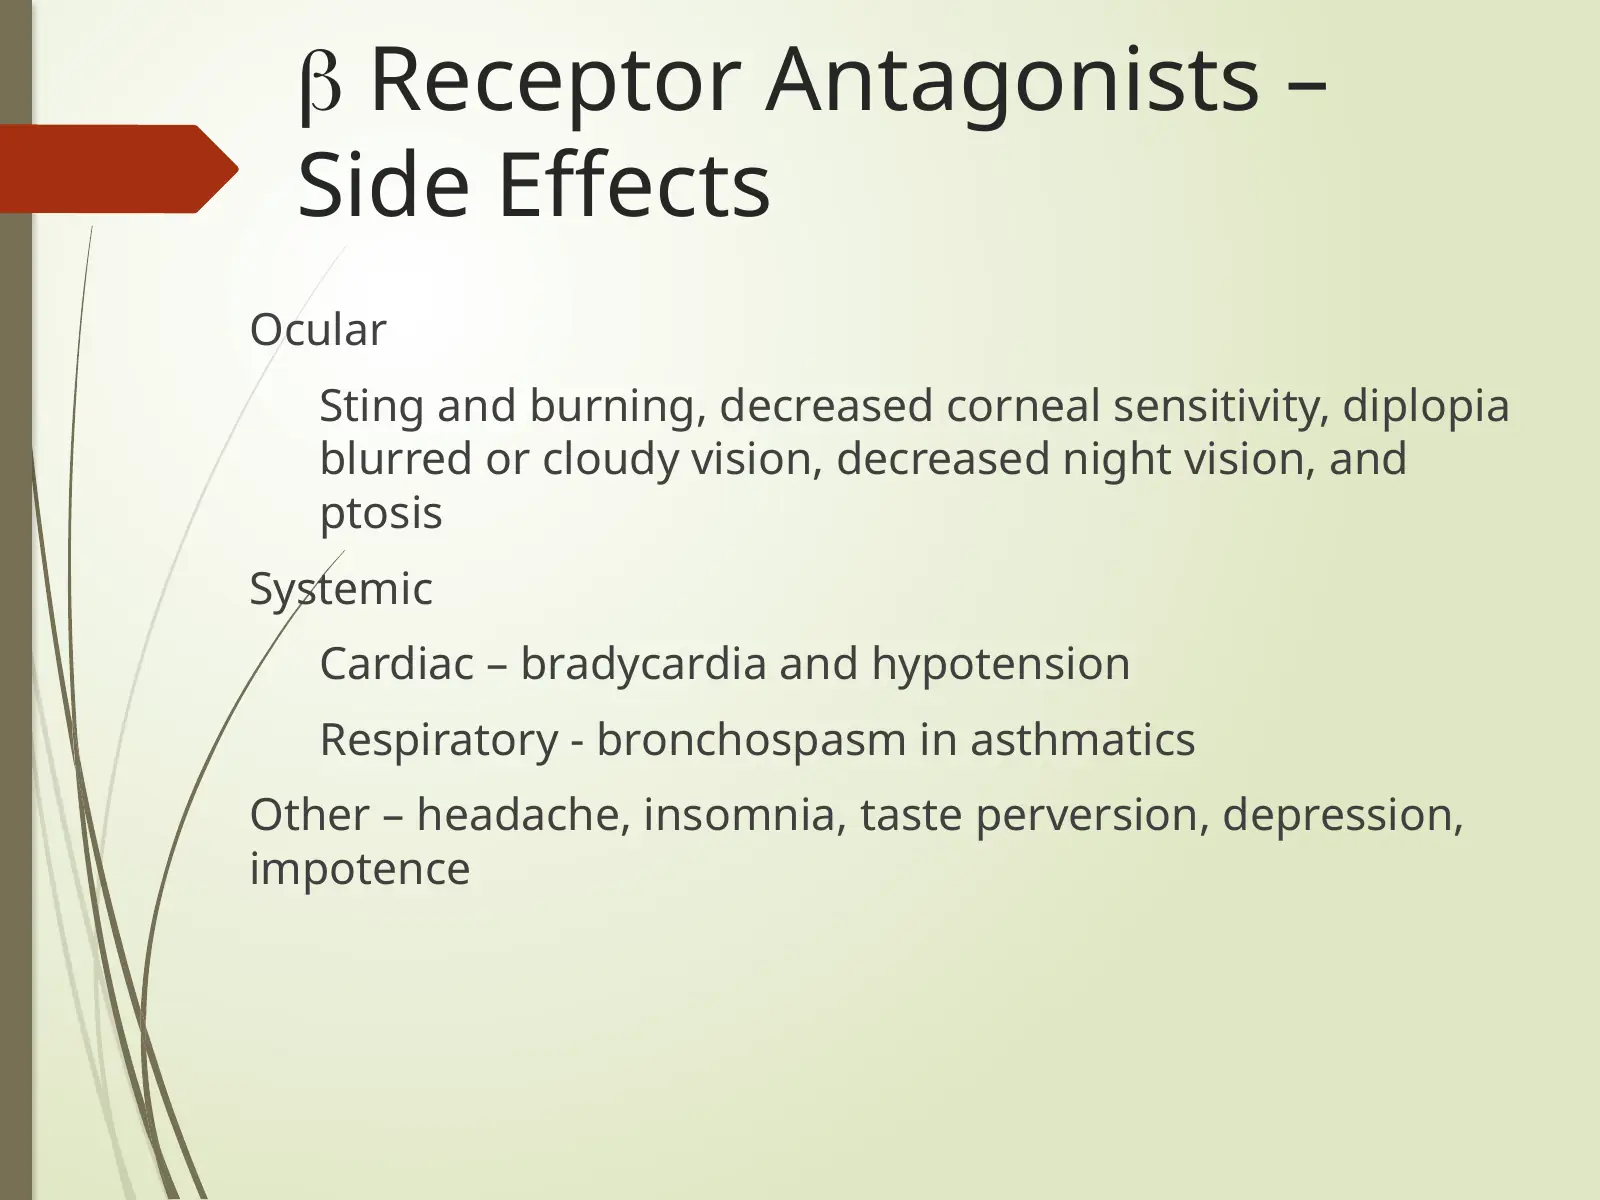 β Receptor Antagonists –
Side Effects
Ocular
Sting and burning, decreased corneal sensitivity, diplopia
blurred or cloudy vision, decreased night vision, and
ptosis
Systemic
Cardiac – bradycardia and hypotension
Respiratory - bronchospasm in asthmatics
Other – headache, insomnia, taste perversion, depression,
impotence